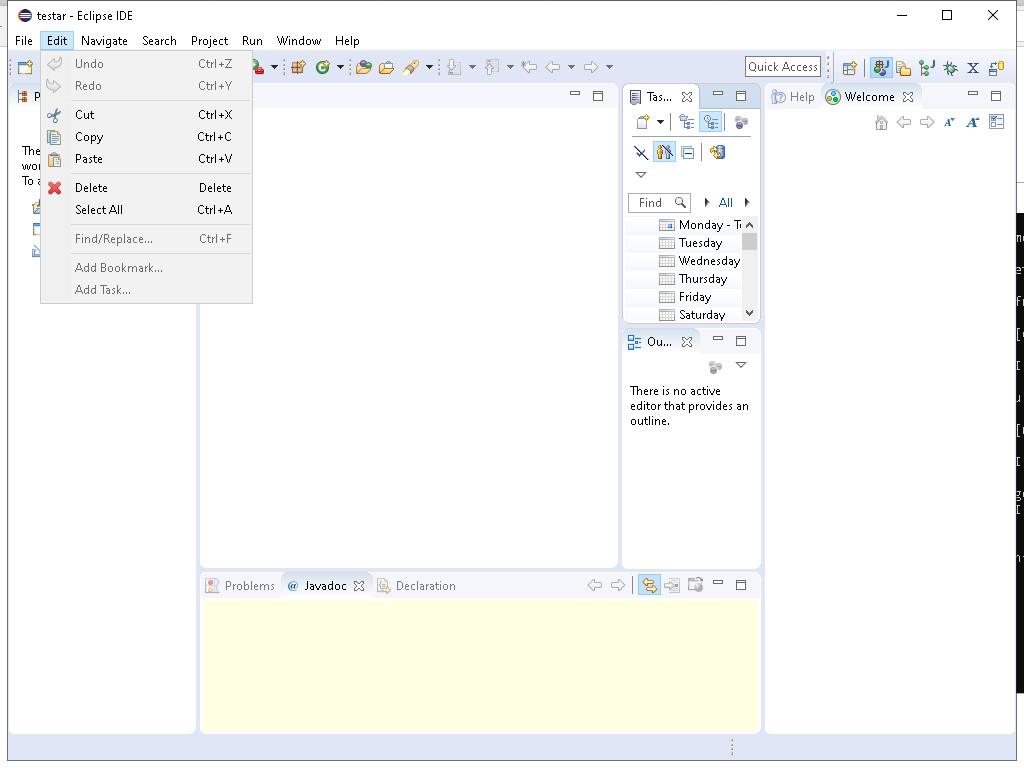 testar - Eclipse IDE
File Edit Navigate Search Project Run Window Help
Undo Ctrl+Z
Redo Ctrl+Y
Cut Ctrl+X
Copy Ctrl+C
Paste Ctrl+V
Delete Delete
Select All Ctrl+A
Find/Replace... Ctrl+F
Add Bookmark...
Add Task...
Quick Access
P
The
wor
To a
Tas...
Find
All
Monday - T
Tuesday
Wednesday
Thursday
Friday
Saturday
Ou...
There is no active
editor that provides an
outline.
Help Welcome
Problems @ Javadoc Declaration